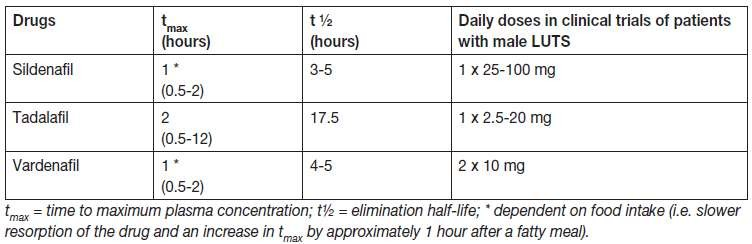 Drugs tmax (hours) t ½ (hours) Daily doses in clinical trials of patients with male LUTS
Sildenafil 1 * (0.5-2) 3-5 1 x 25-100 mg
Tadalafil 2 (0.5-12) 17.5 1 x 2.5-20 mg
Vardenafil 1 * (0.5-2) 4-5 2 x 10 mg
tmax = time to maximum plasma concentration; t½ = elimination half-life; * dependent on food intake (i.e. slower
resorption of the drug and an increase in tmax by approximately 1 hour after a fatty meal).